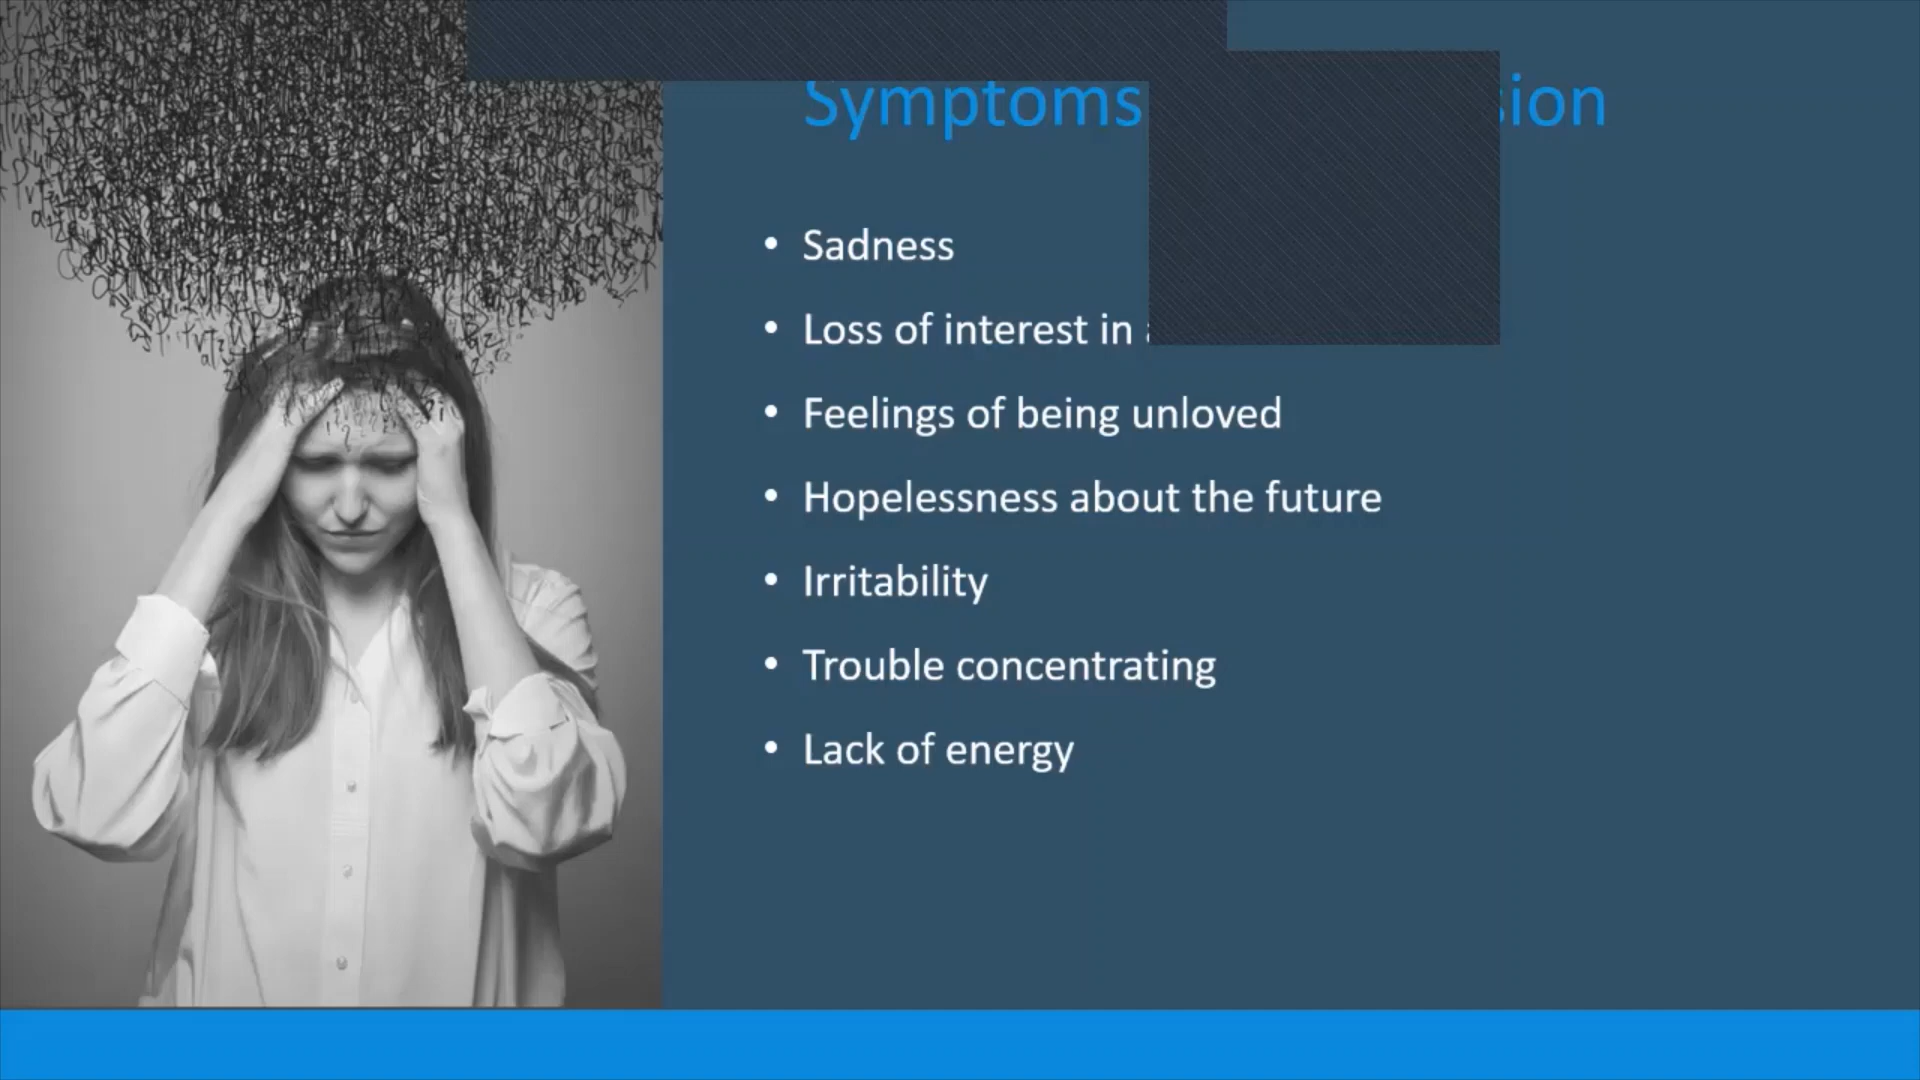 Symptoms
• Sadness
• Loss of interest in
• Feelings of being unloved
• Hopelessness about the future
• Irritability
• Trouble concentrating
• Lack of energy